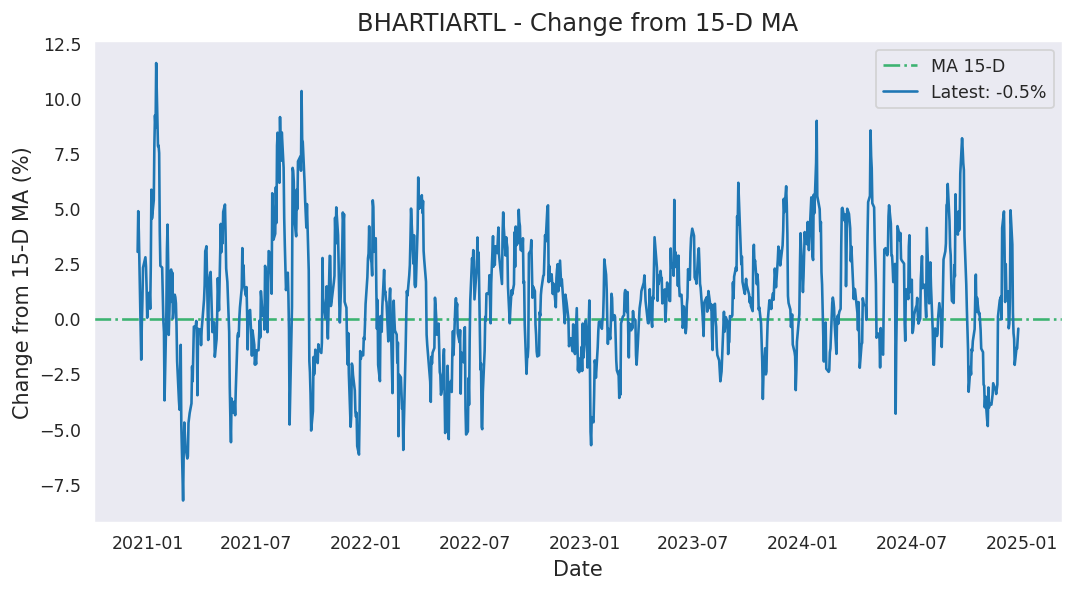 BHARTIARTL - Change from 15-D MA
Change from 15-D MA (%)
12.5
10.0
7.5
5.0
2.5
0.0
−2.5
−5.0
−7.5
MA 15-D
Latest: -0.5%
2021-01 2021-07 2022-01 2022-07 2023-01 2023-07 2024-01 2024-07 2025-01
Date